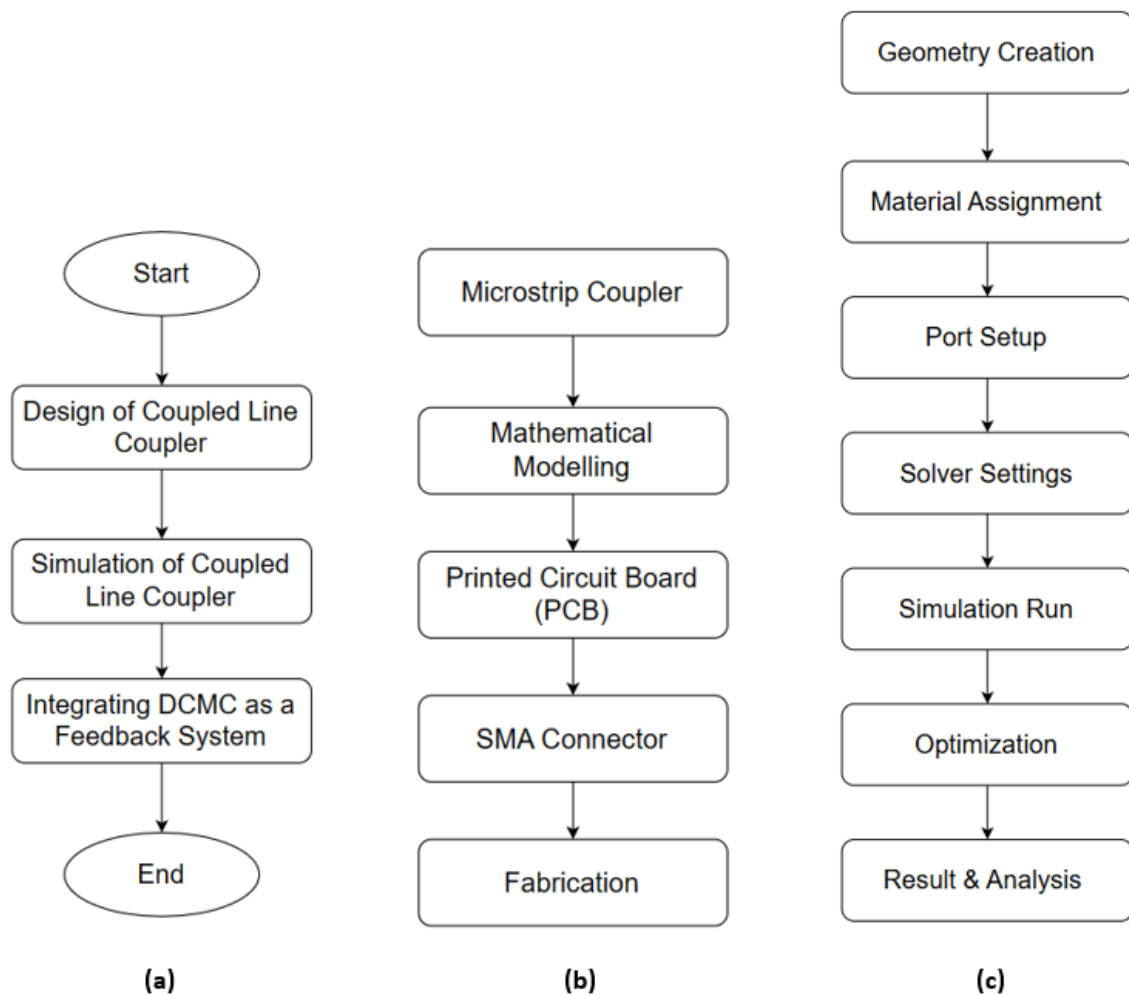 Start
Design of Coupled Line
Coupler
Simulation of Coupled
Line Coupler
Integrating DCMC as a
Feedback System
End
(a)
Microstrip Coupler
Mathematical
Modelling
Printed Circuit Board
(PCB)
SMA Connector
Fabrication
(b)
Geometry Creation
Material Assignment
Port Setup
Solver Settings
Simulation Run
Optimization
Result & Analysis
(c)